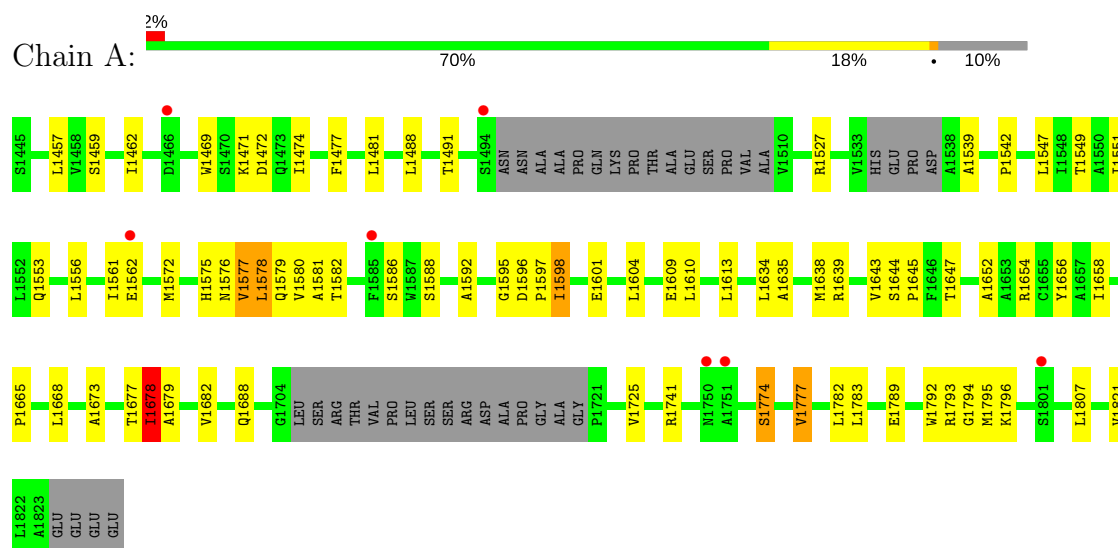 2%
Chain A:
70% 18% • 10%
S1445 L1457 V1458 S1459 I1462 D1466 W1469 S1470 K1471 D1472 Q1473 I1474 F1477 L1481 L1488 T1491 S1494 ASN ASN ALA ALA PRO GLN LYS PRO THR ALA GLU SER PRO VAL ALA V1510 R1527 V1533 HIS GLU PRO ASP A1538 A1539 P1542 L1547 I1548 T1549 A1550 I1551
L1552 Q1553 L1556 I1561 E1562 M1572 H1575 N1576 V1577 L1578 Q1579 V1580 A1581 T1582 F1585 S1586 W1587 S1588 A1592 G1595 D1596 P1597 I1598 E1601 L1604 E1609 L1610 L1613 L1634 A1635 M1638 R1639 V1643 S1644 P1645 F1646 T1647 A1652 A1653 R1654 C1655 Y1656 A1657 I1658
P1665 L1668 A1673 T1677 I1678 A1679 V1682 Q1688 G1704 LEU SER ARG THR VAL PRO LEU SER SER ARG ASP ALA PRO GLY ALA GLY P1721 V1725 R1741 N1750 A1751 S1774 V1777 L1782 L1783 E1789 W1792 R1793 G1794 M1795 K1796 S1801 L1807 V1821
L1822 A1823 GLU GLU GLU GLU